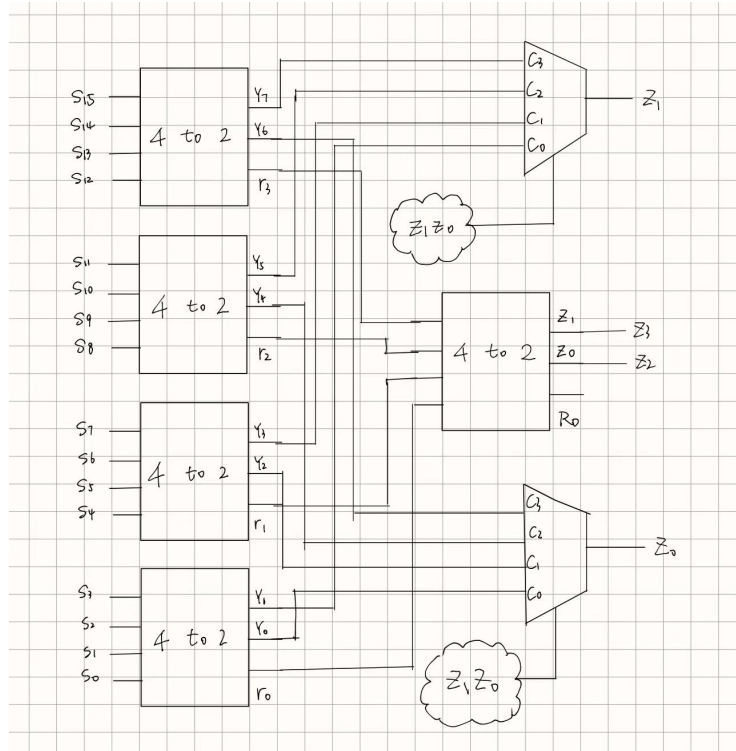 S15
S14
S13
S12
4 to 2
Y7
Y6
r3
S11
S10
S9
S8
4 to 2
Y5
Y4
r2
S7
S6
S5
S4
4 to 2
Y3
Y2
r1
S3
S2
S1
S0
4 to 2
Y1
Y0
r0
C3
C2
C1
C0
Z1
Z1Z0
4 to 2
Z1
Z0
R0
Z3
Z2
C3
C2
C1
C0
Z0
Z1Z0